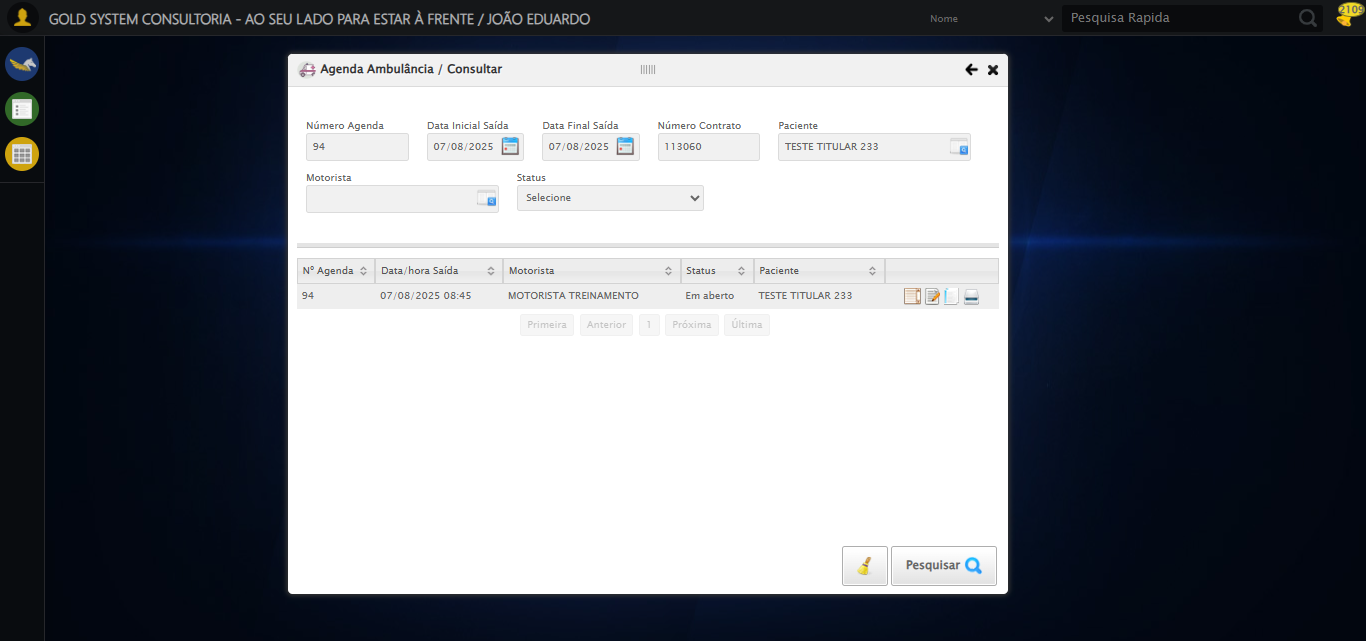 GOLD SYSTEM CONSULTORIA - AO SEU LADO PARA ESTAR À FRENTE / JOÃO EDUARDO
Nome
Pesquisa Rapida
2109
Agenda Ambulância / Consultar
Número Agenda Data Inicial Saída Data Final Saída Número Contrato Paciente
94 07/08/2025 07/08/2025 113060 TESTE TITULAR 233
Motorista Status
Selecione
Nº Agenda Data/hora Saída Motorista Status Paciente
94 07/08/2025 08:45 MOTORISTA TREINAMENTO Em aberto TESTE TITULAR 233
Primeira Anterior 1 Próxima Última
Pesquisar